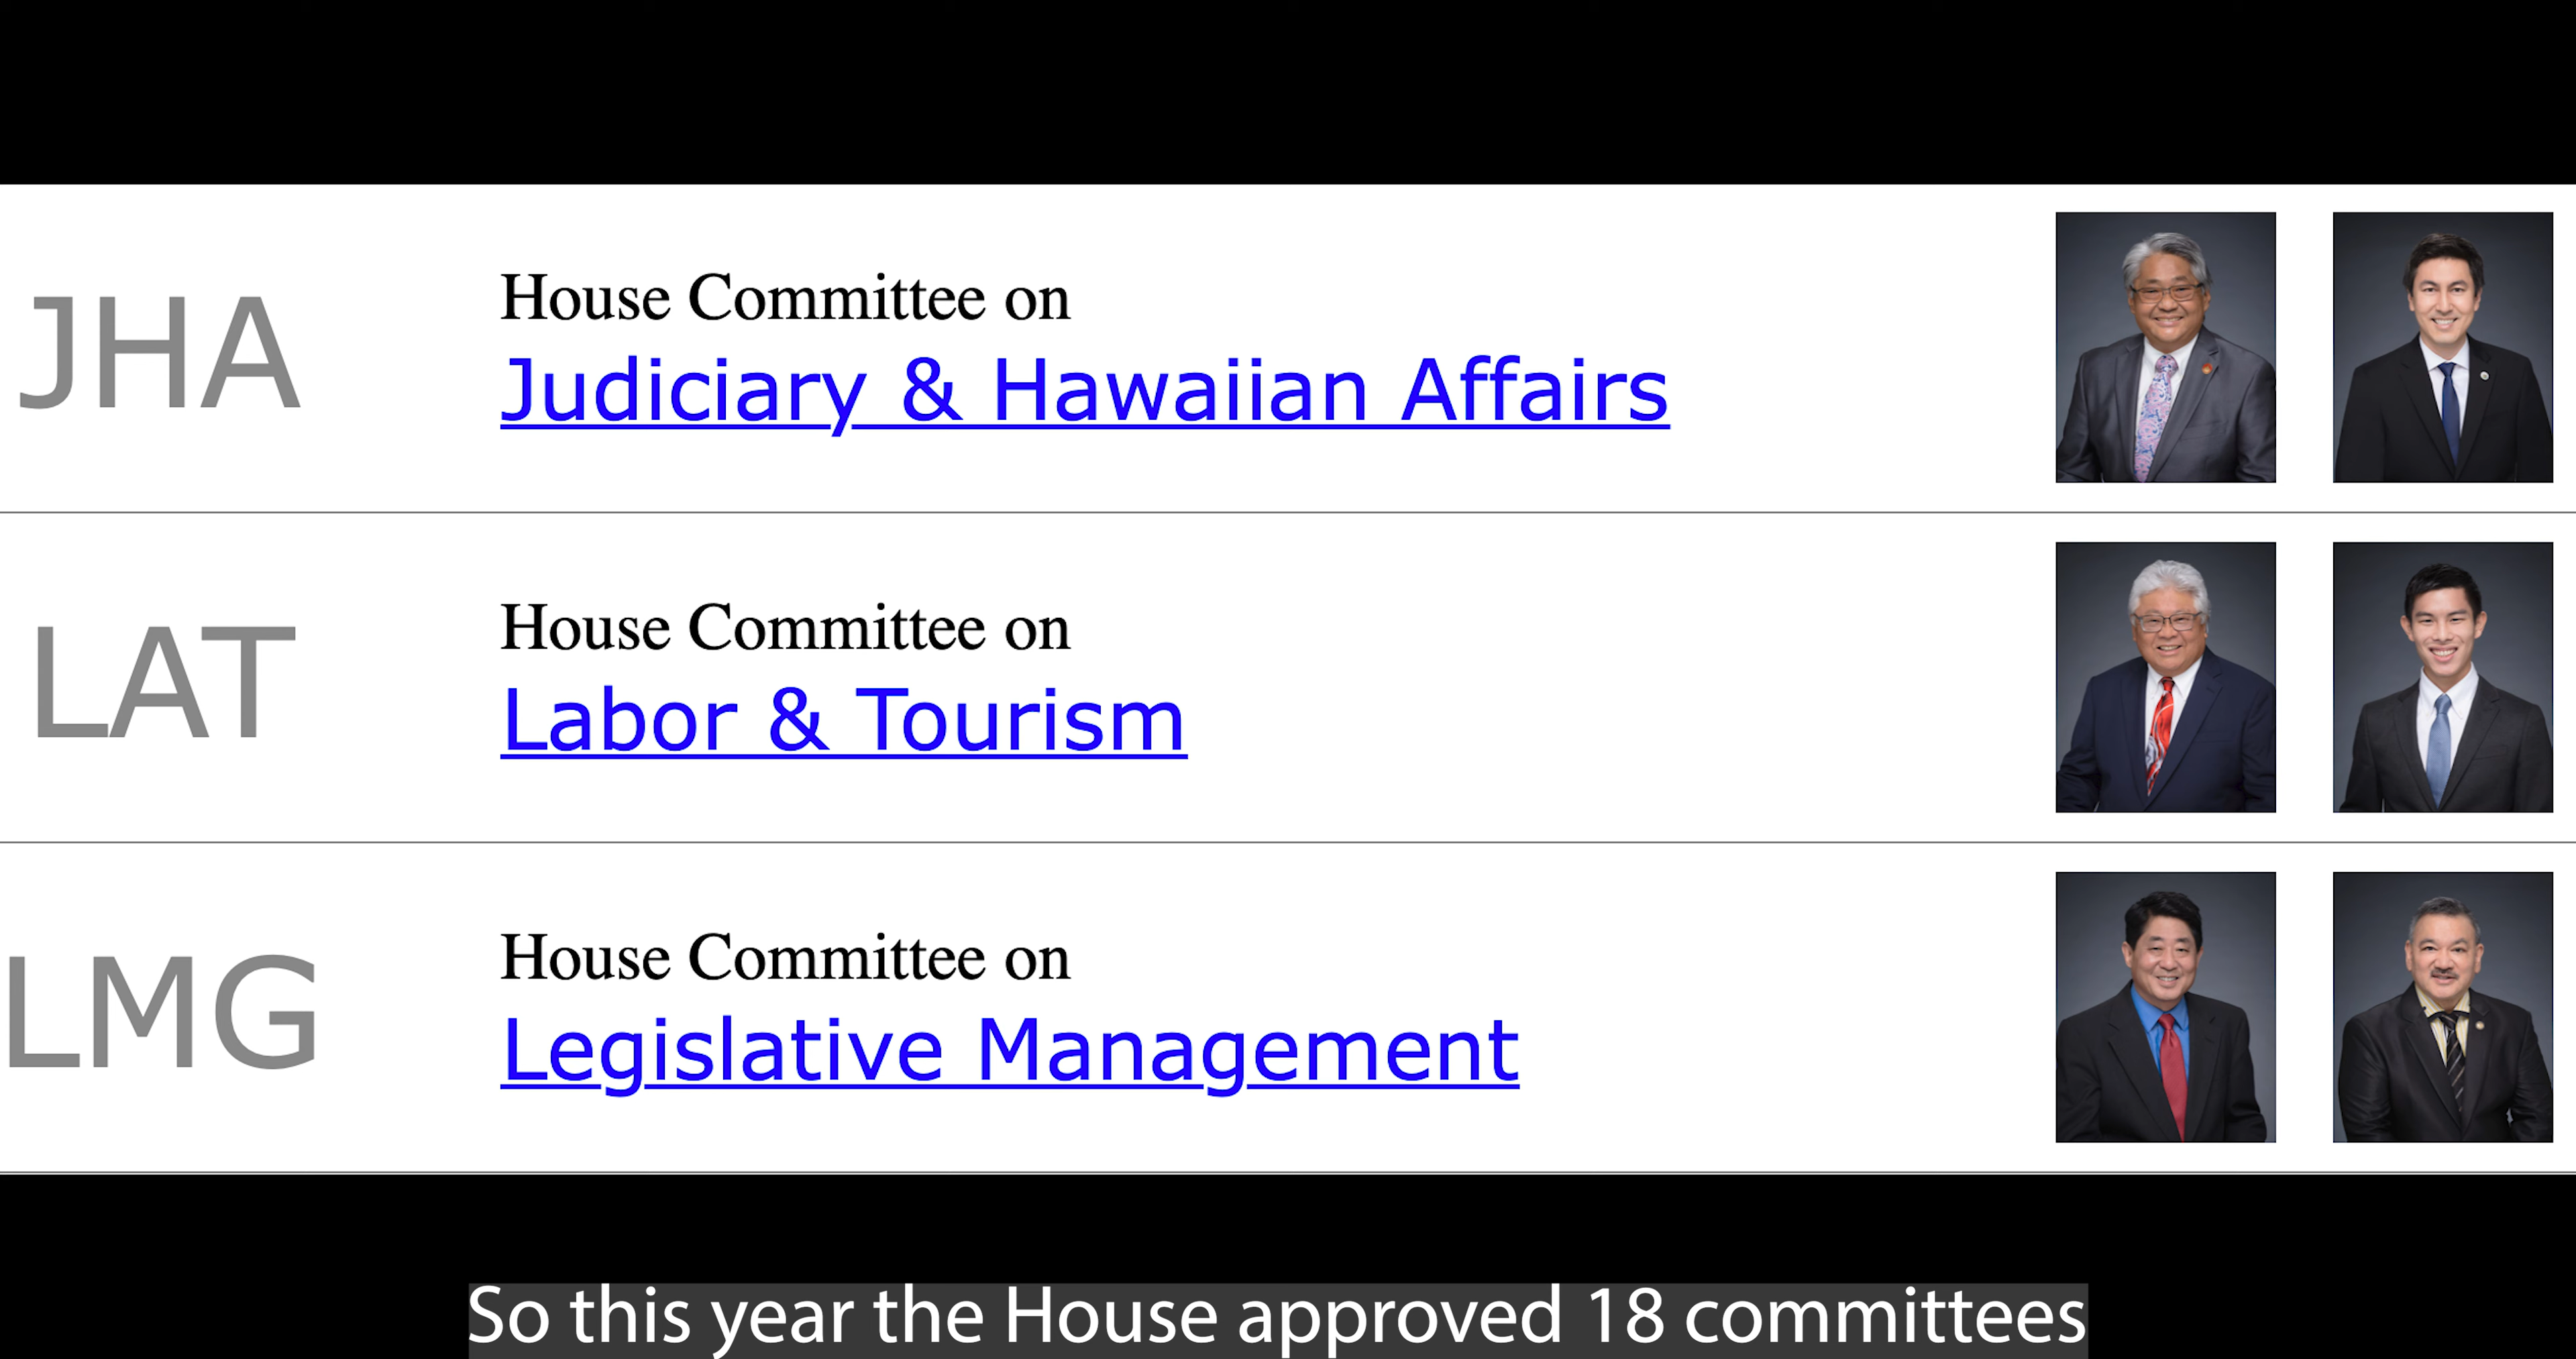 JHA
House Committee on
Judiciary & Hawaiian Affairs
LAT
House Committee on
Labor & Tourism
LMG
House Committee on
Legislative Management
So this year the House approved 18 committees